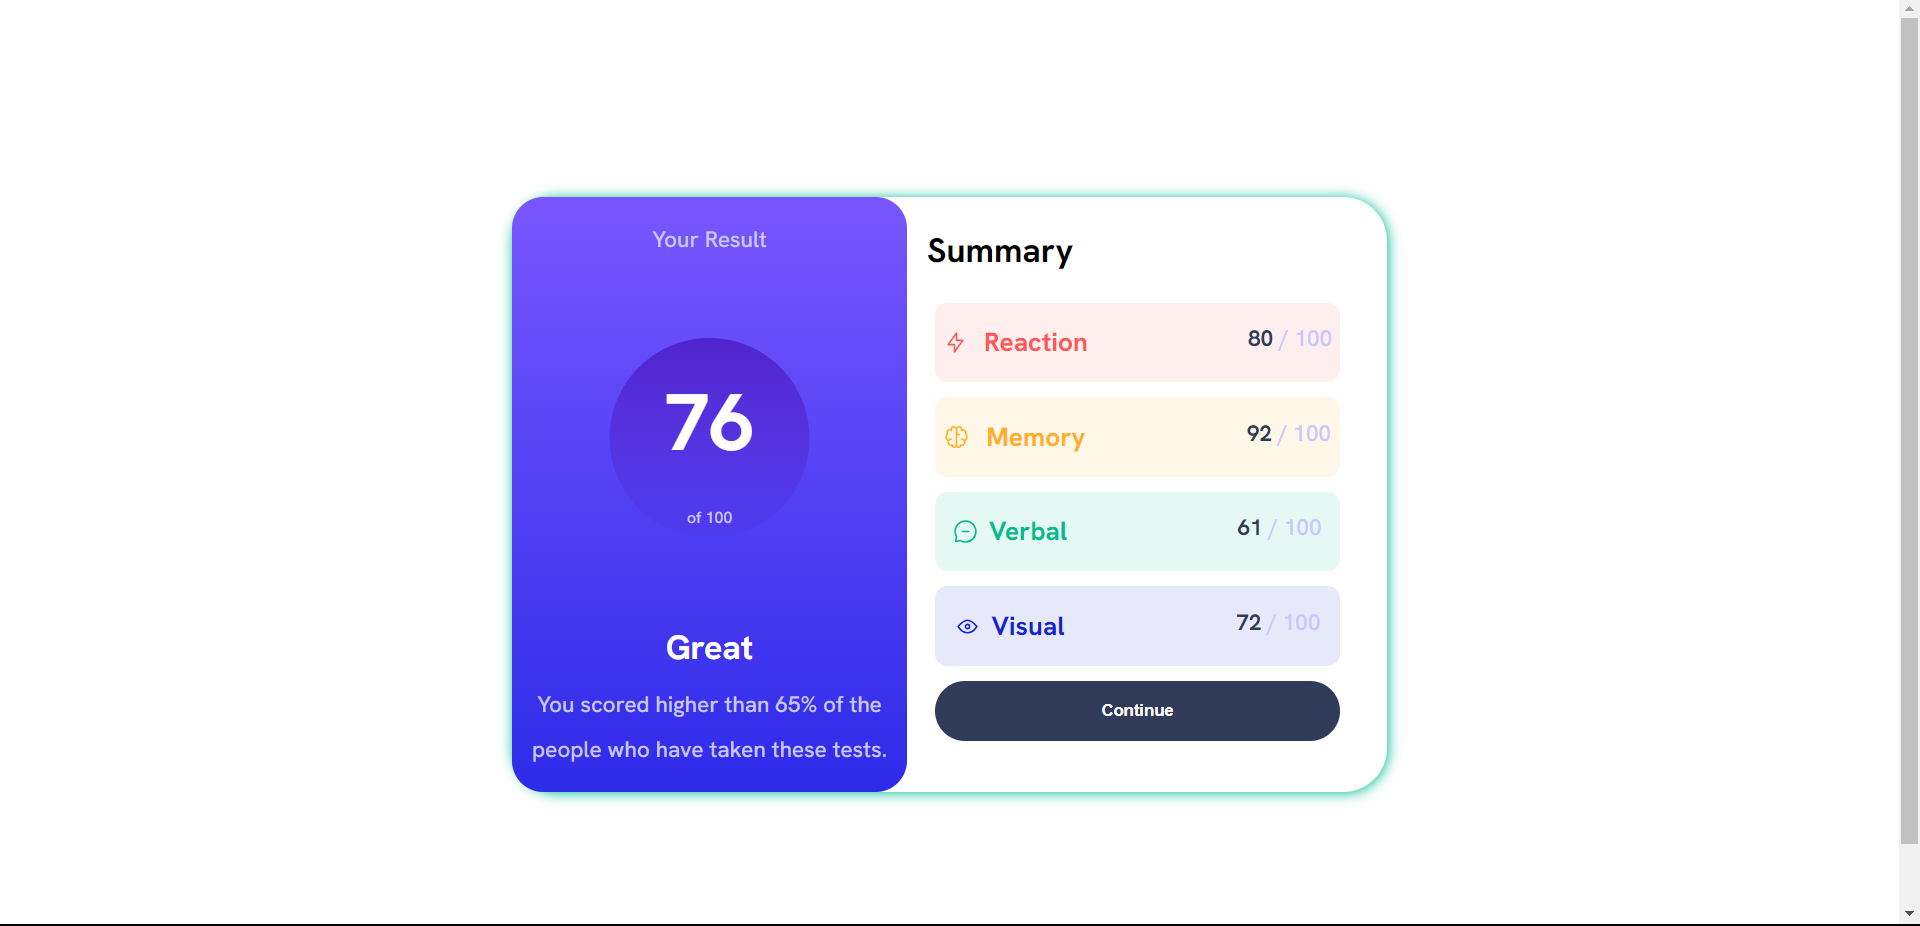 Your Result
76
of 100
Great
You scored higher than 65% of the
people who have taken these tests.
Summary
Reaction 80 / 100
Memory 92 / 100
Verbal 61 / 100
Visual 72 / 100
Continue